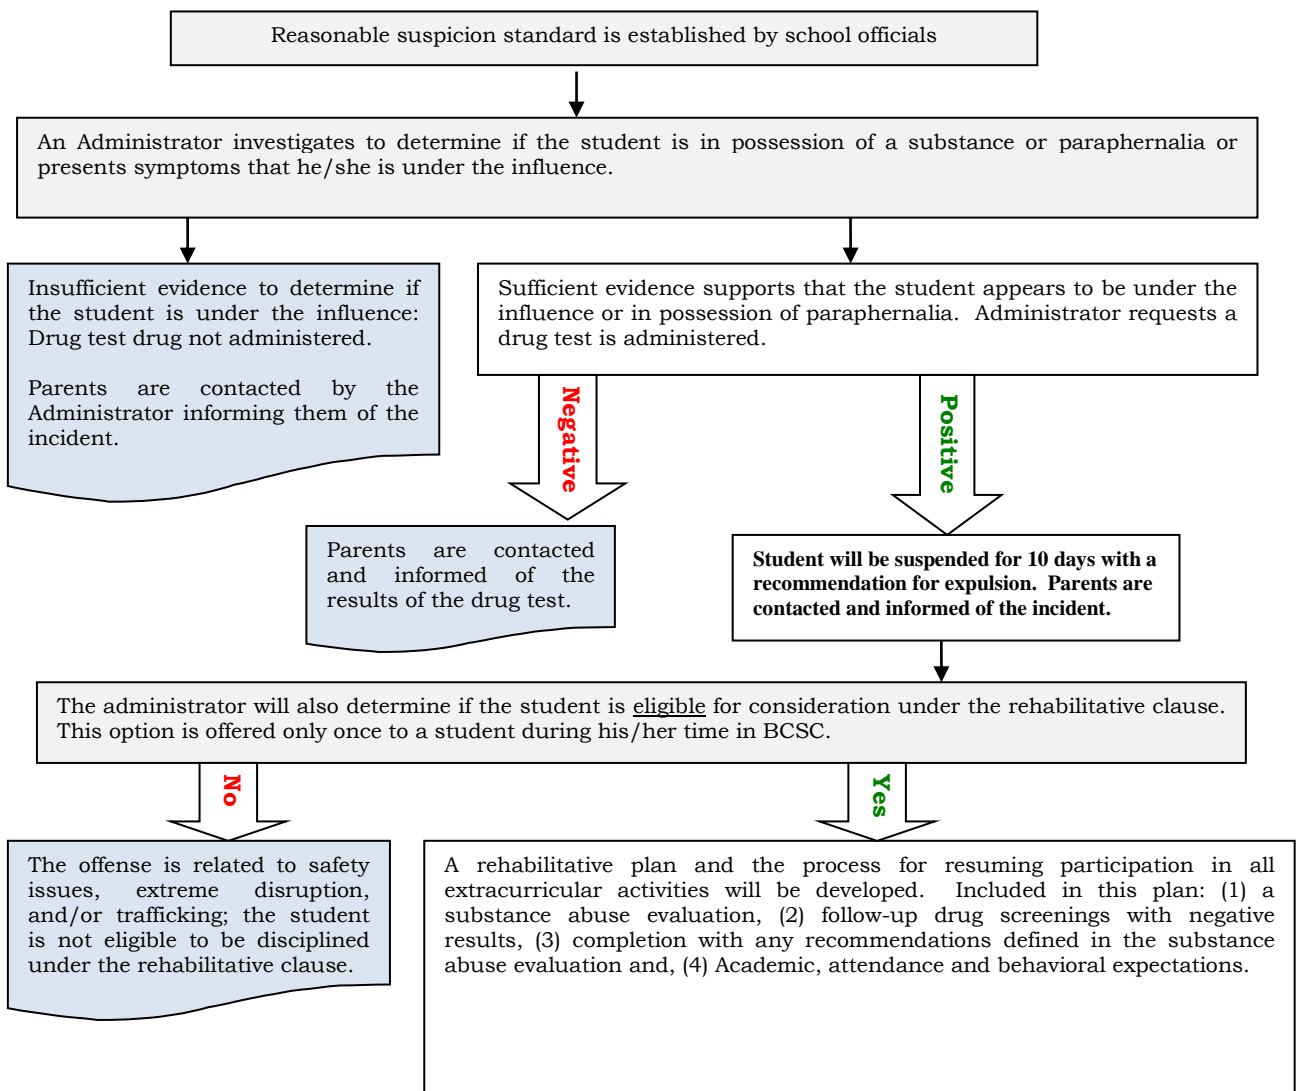 Reasonable suspicion standard is established by school officials
An Administrator investigates to determine if the student is in possession of a substance or paraphernalia or
presents symptoms that he/she is under the influence.
Insufficient evidence to determine if
the student is under the influence:
Drug test drug not administered.
Parents are contacted by the
Administrator informing them of the
incident.
Sufficient evidence supports that the student appears to be under the
influence or in possession of paraphernalia. Administrator requests a
drug test is administered.
Negative
Positive
Parents are contacted
and informed of the
results of the drug test.
Student will be suspended for 10 days with a
recommendation for expulsion. Parents are
contacted and informed of the incident.
The administrator will also determine if the student is eligible for consideration under the rehabilitative clause.
This option is offered only once to a student during his/her time in BCSC.
No
Yes
The offense is related to safety
issues, extreme disruption,
and/or trafficking; the student
is not eligible to be disciplined
under the rehabilitative clause.
A rehabilitative plan and the process for resuming participation in all
extracurricular activities will be developed. Included in this plan: (1) a
substance abuse evaluation, (2) follow-up drug screenings with negative
results, (3) completion with any recommendations defined in the substance
abuse evaluation and, (4) Academic, attendance and behavioral expectations.